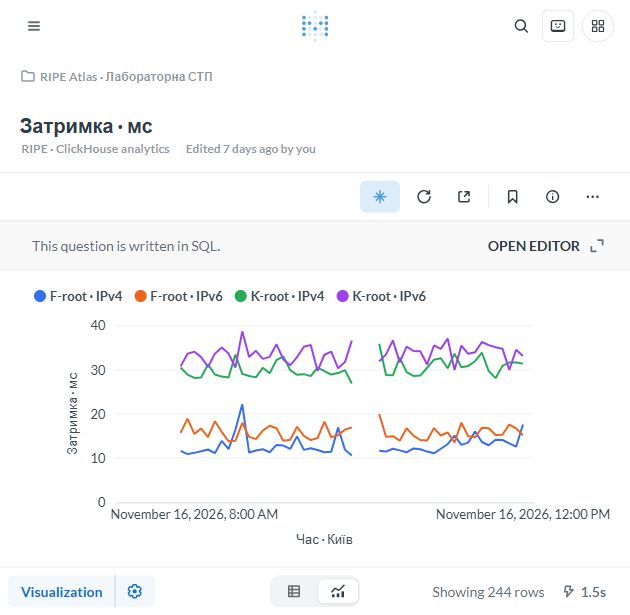 RIPE Atlas · Лабораторна СТП
Затримка · мс
RIPE · ClickHouse analytics Edited 7 days ago by you
This question is written in SQL. OPEN EDITOR
F-root · IPv4 F-root · IPv6 K-root · IPv4 K-root · IPv6
40
30
20
10
0
Затримка · мс
November 16, 2026, 8:00 AM November 16, 2026, 12:00 PM
Час · Київ
Visualization Showing 244 rows 1.5s